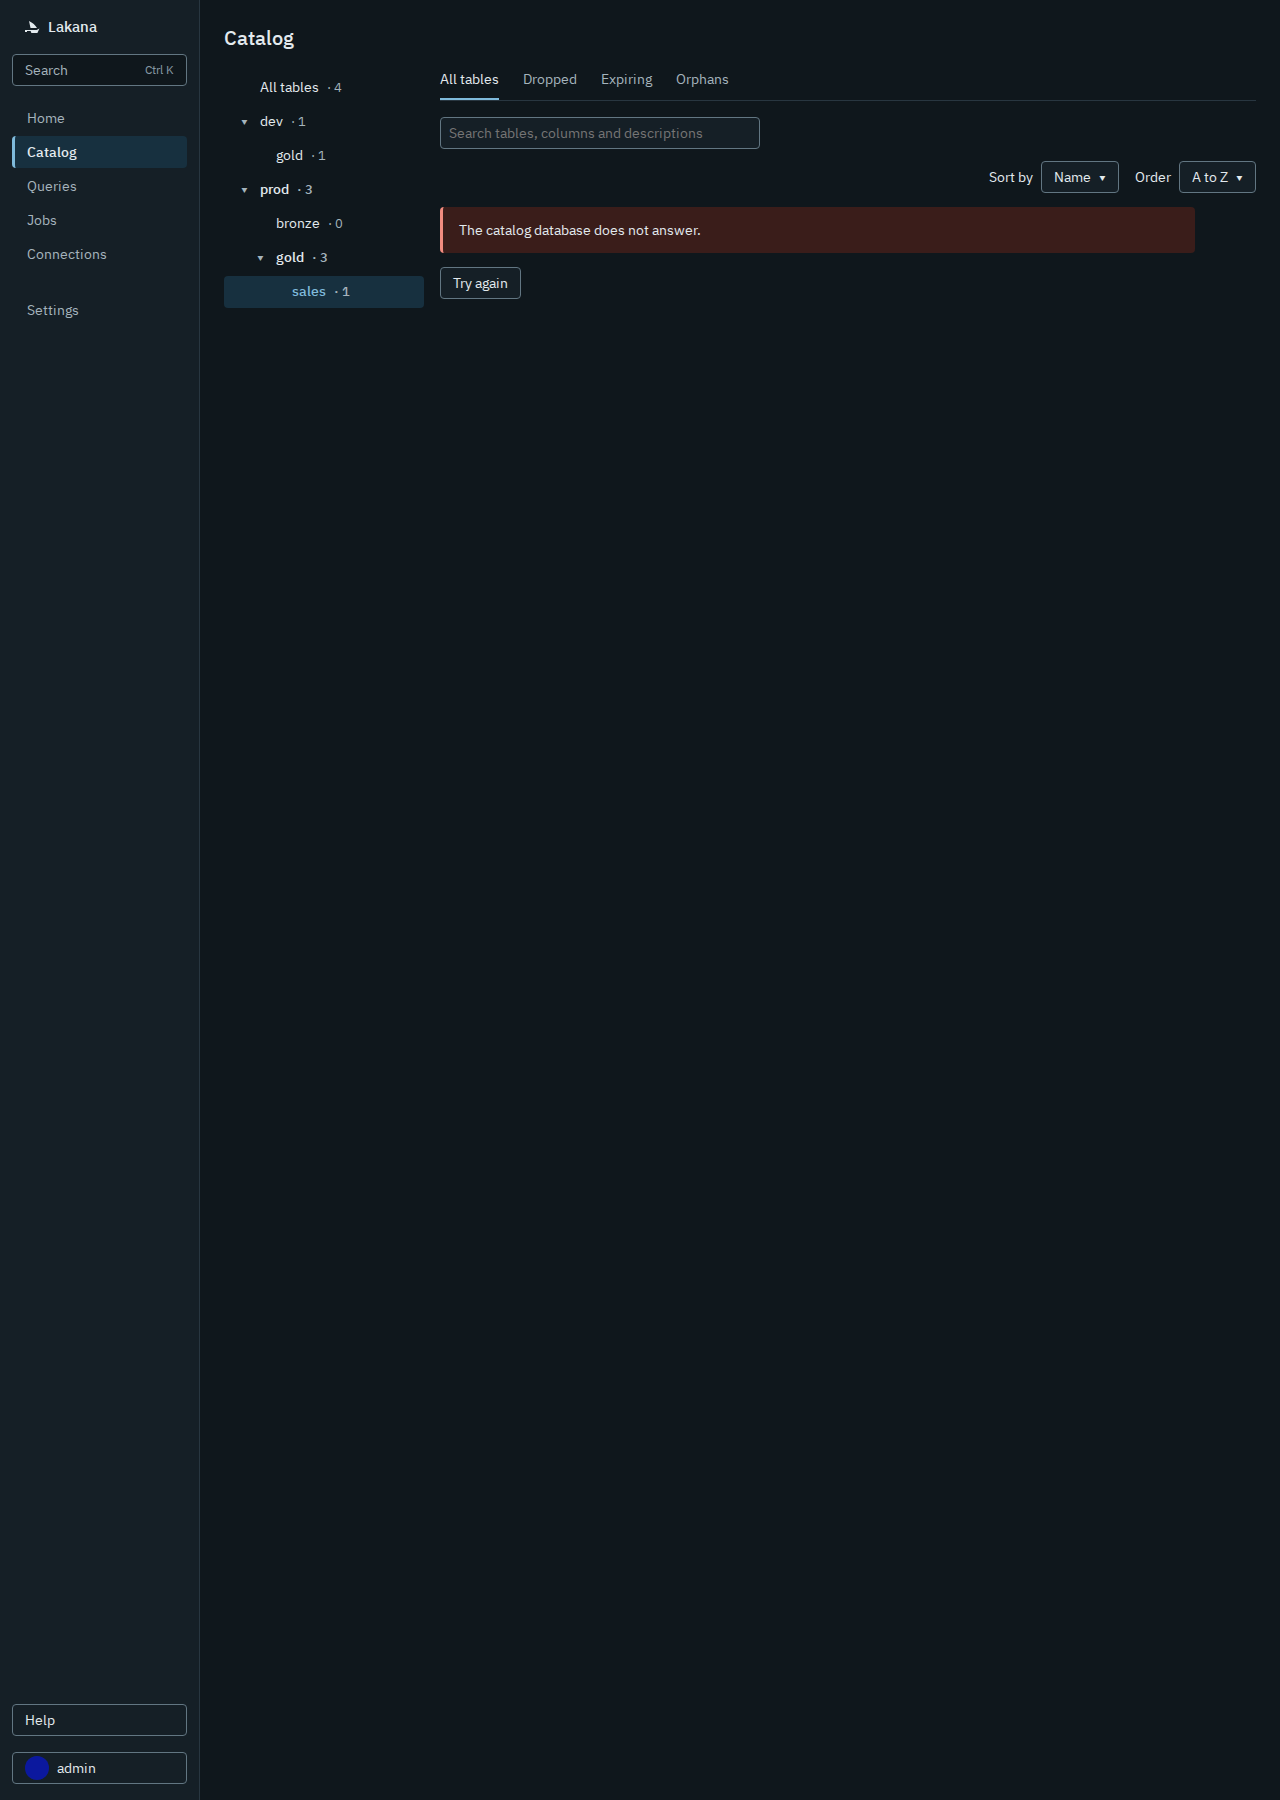 Lakana
Search Ctrl K
Home
Catalog
Queries
Jobs
Connections
Settings
Help
admin
Catalog
All tables · 4
▾ dev · 1
gold · 1
▾ prod · 3
bronze · 0
▾ gold · 3
sales · 1
All tables Dropped Expiring Orphans
Search tables, columns and descriptions
Sort by Name ▾ Order A to Z ▾
The catalog database does not answer.
Try again